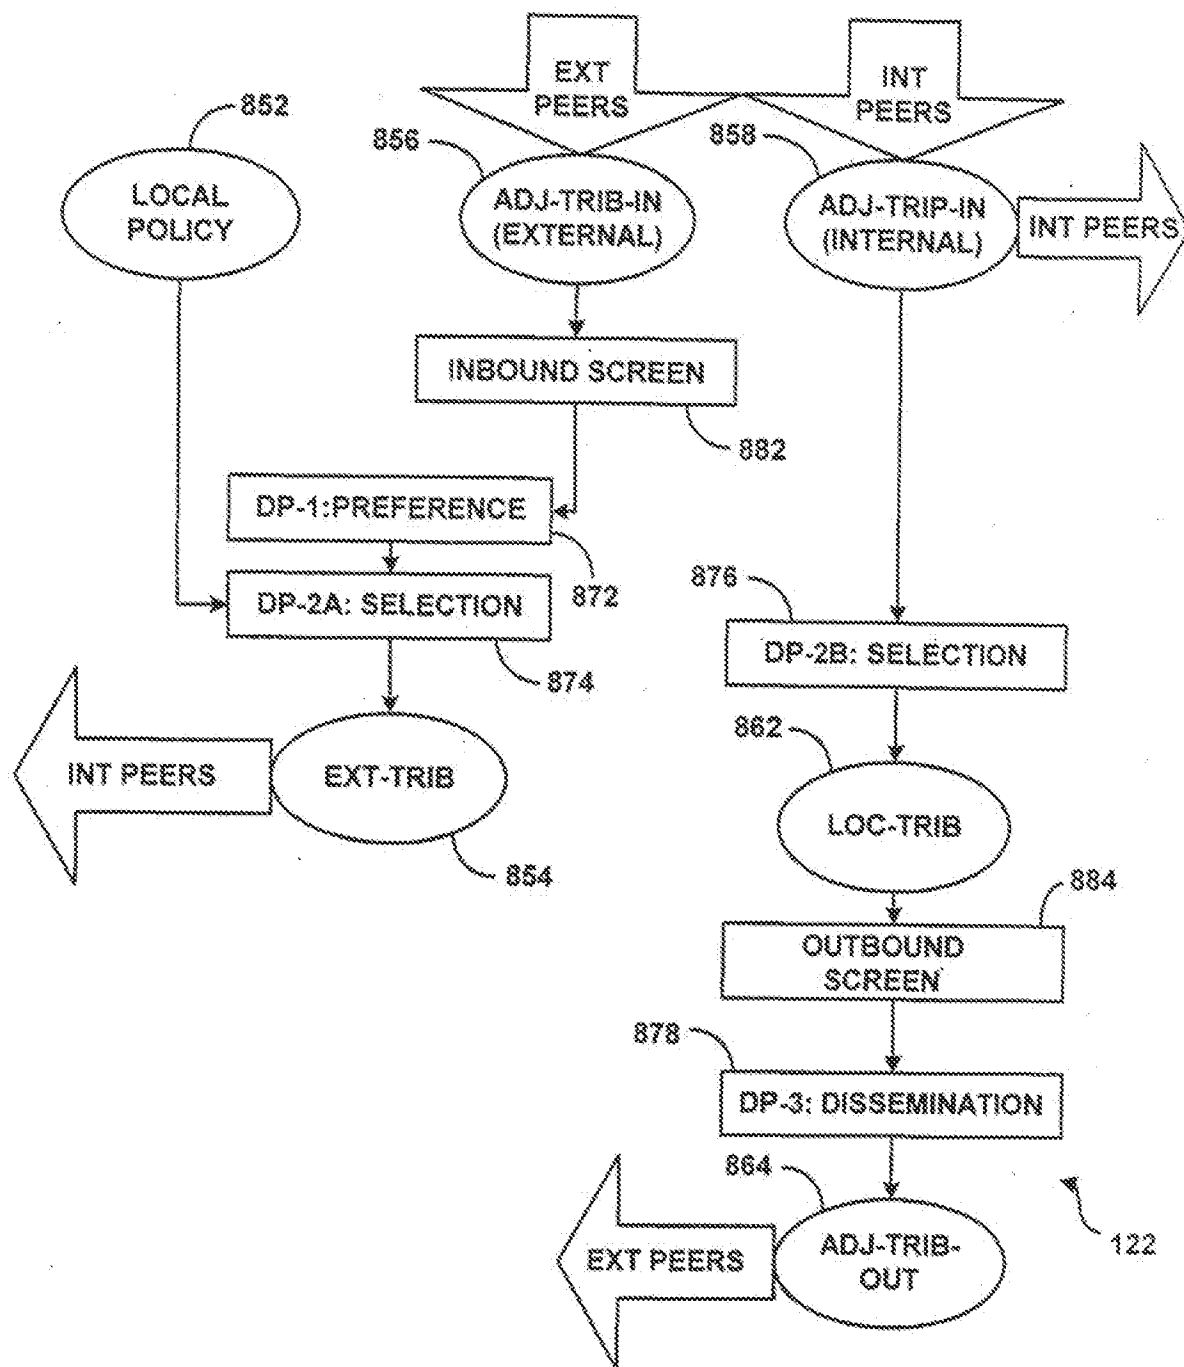 EXT
PEERS
INT
PEERS
852
856
858
LOCAL
POLICY
ADJ-TRIB-IN
(EXTERNAL)
ADJ-TRIP-IN
(INTERNAL)
INT PEERS
INBOUND SCREEN
882
DP-1:PREFERENCE
872
DP-2A: SELECTION
874
876
DP-2B: SELECTION
INT PEERS
EXT-TRIB
854
862
LOC-TRIB
884
OUTBOUND
SCREEN
878
DP-3: DISSEMINATION
864
EXT PEERS
ADJ-TRIB-
OUT
122